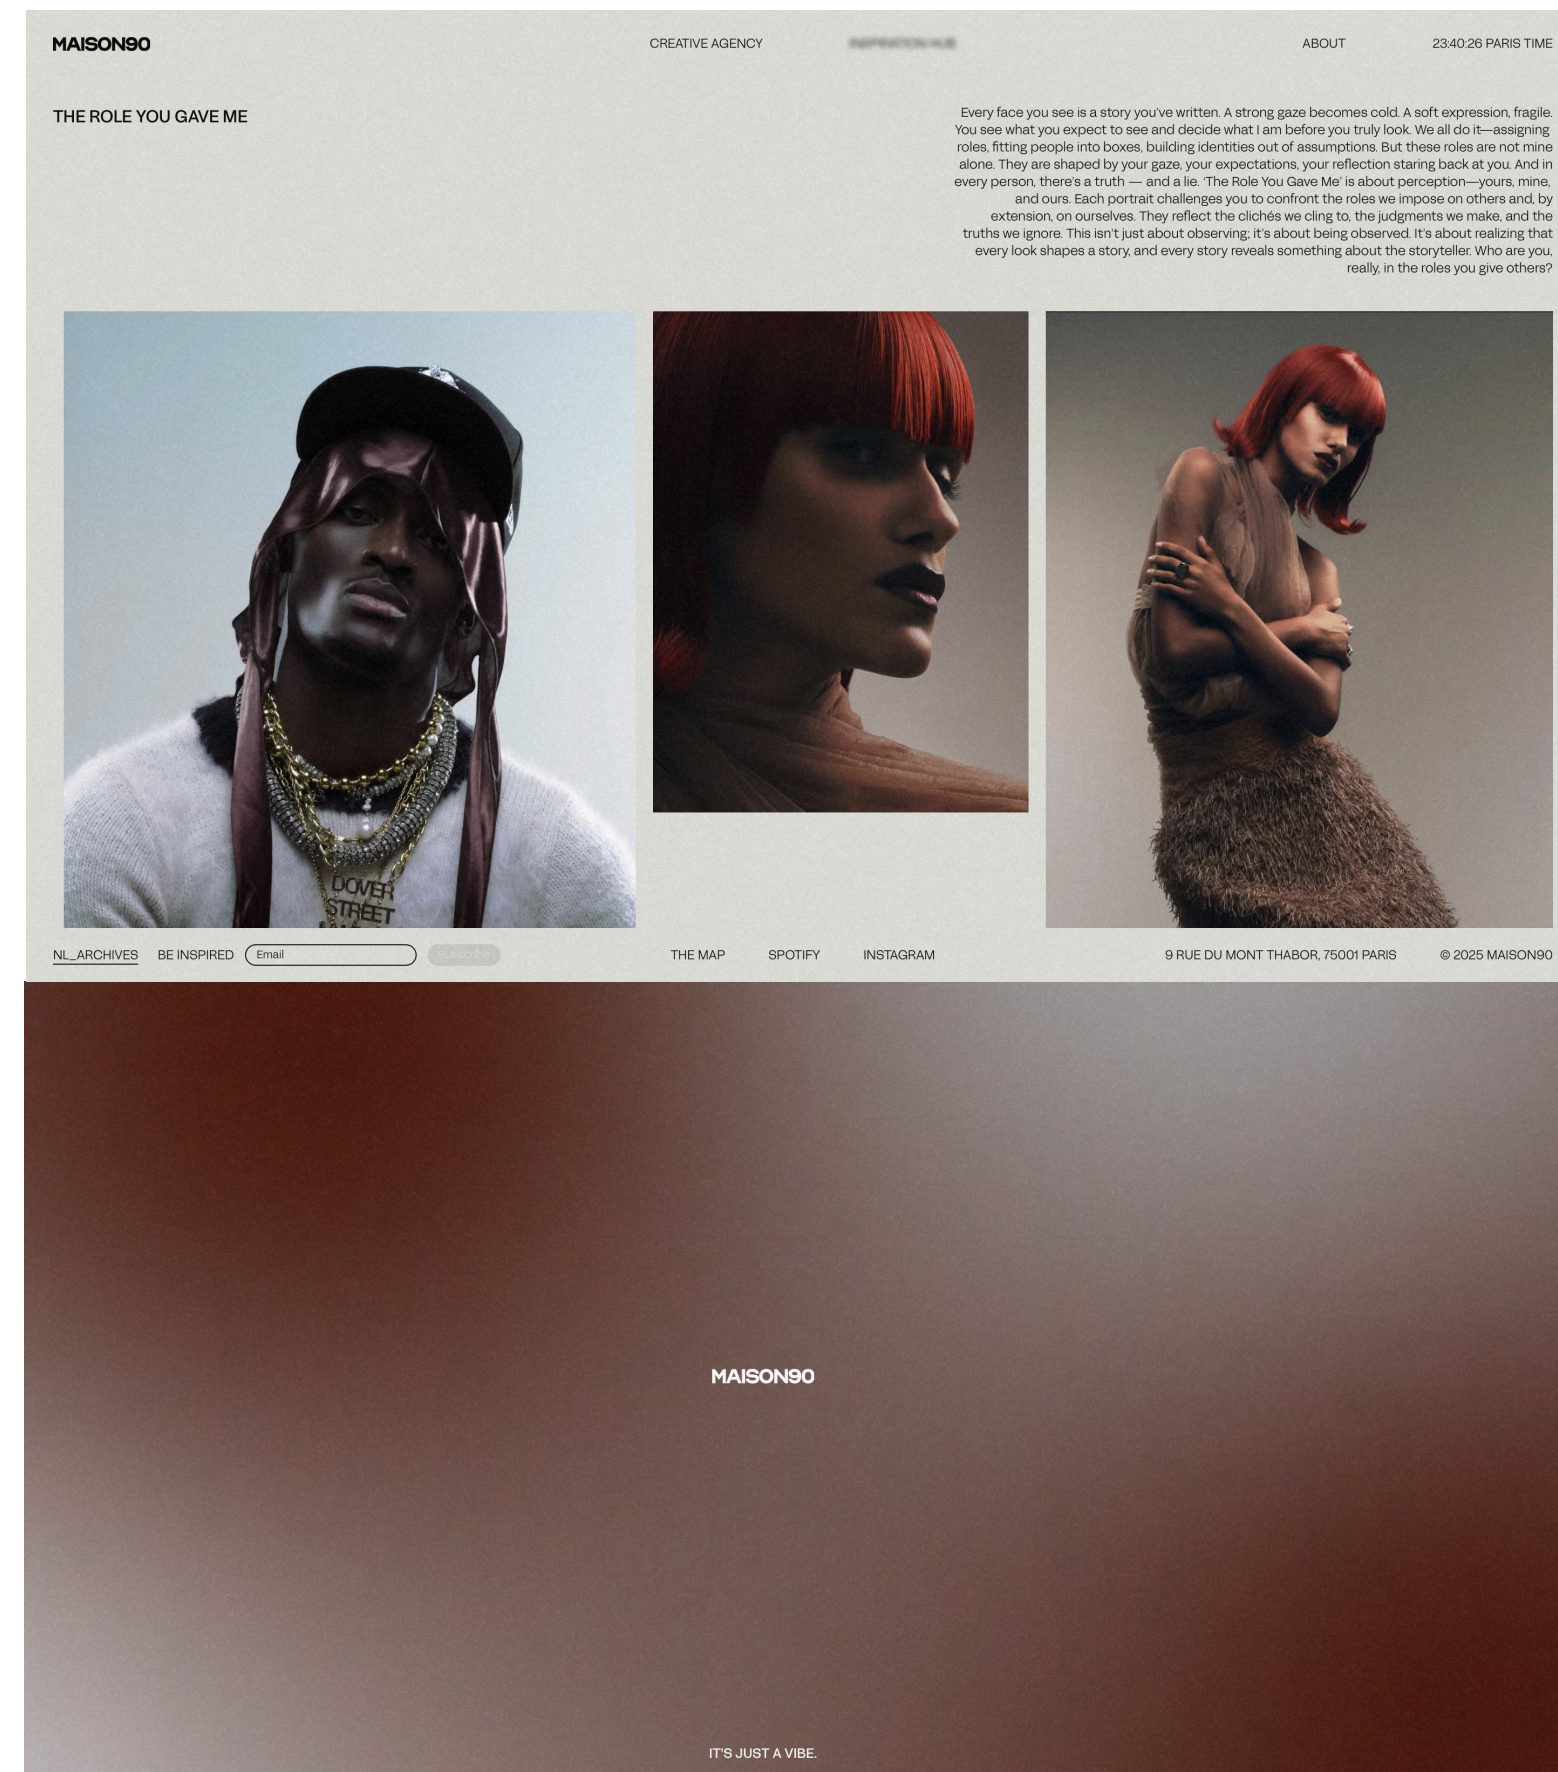 MAISON90
CREATIVE AGENCY
INSPIRATION HUB
ABOUT
23:40:26 PARIS TIME
THE ROLE YOU GAVE ME
Every face you see is a story you've written. A strong gaze becomes cold. A soft expression, fragile.
You see what you expect to see and decide what I am before you truly look. We all do it—assigning
roles, fitting people into boxes, building identities out of assumptions. But these roles are not mine
alone. They are shaped by your gaze, your expectations, your reflection staring back at you. And in
every person, there's a truth — and a lie. 'The Role You Gave Me' is about perception—yours, mine,
and ours. Each portrait challenges you to confront the roles we impose on others and, by
extension, on ourselves. They reflect the clichés we cling to, the judgments we make, and the
truths we ignore. This isn't just about observing; it's about being observed. It's about realizing that
every look shapes a story, and every story reveals something about the storyteller. Who are you,
really, in the roles you give others?
DOVER
STREET
NL_ARCHIVES
BE INSPIRED
Email
Subscribe
THE MAP
SPOTIFY
INSTAGRAM
9 RUE DU MONT THABOR, 75001 PARIS
© 2025 MAISON90
MAISON90
IT'S JUST A VIBE.